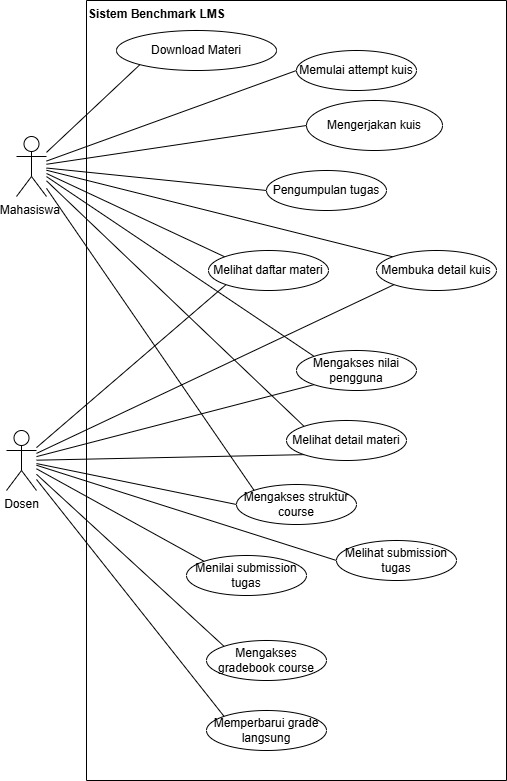 Sistem Benchmark LMS
Download Materi
Memulai attempt kuis
Mengerjakan kuis
Pengumpulan tugas
Mahasiswa
Melihat daftar materi
Membuka detail kuis
Mengakses nilai
pengguna
Melihat detail materi
Dosen
Mengakses struktur
course
Melihat submission
tugas
Menilai submission
tugas
Mengakses
gradebook course
Memperbarui grade
langsung